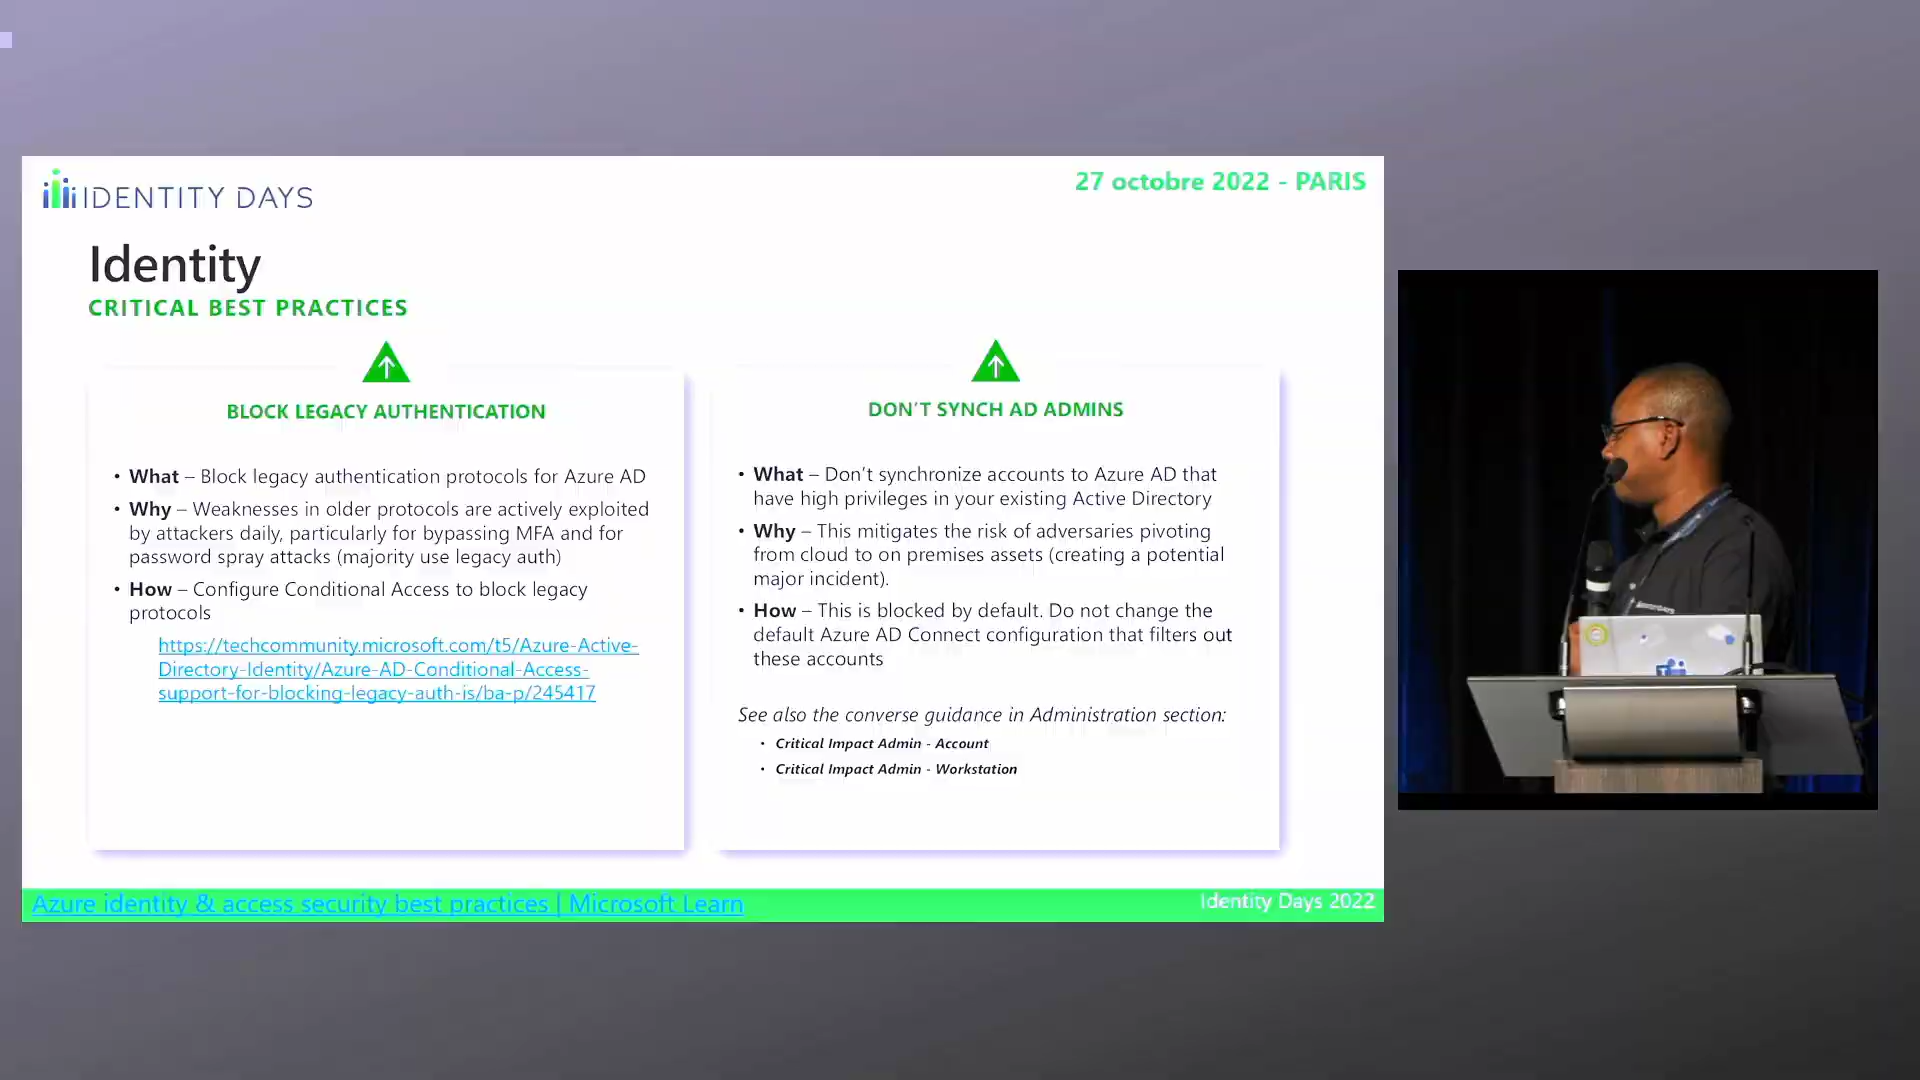 IDENTITY DAYS
27 octobre 2022 - PARIS
Identity
CRITICAL BEST PRACTICES
BLOCK LEGACY AUTHENTICATION
• What – Block legacy authentication protocols for Azure AD
• Why – Weaknesses in older protocols are actively exploited
by attackers daily, particularly for bypassing MFA and for
password spray attacks (majority use legacy auth)
• How – Configure Conditional Access to block legacy
protocols
https://techcommunity.microsoft.com/t5/Azure-Active-
Directory-Identity/Azure-AD-Conditional-Access-
support-for-blocking-legacy-auth-is/ba-p/245417
DON'T SYNCH AD ADMINS
• What – Don't synchronize accounts to Azure AD that
have high privileges in your existing Active Directory
• Why – This mitigates the risk of adversaries pivoting
from cloud to on premises assets (creating a potential
major incident).
• How – This is blocked by default. Do not change the
default Azure AD Connect configuration that filters out
these accounts
See also the converse guidance in Administration section:
• Critical Impact Admin - Account
• Critical Impact Admin - Workstation
Azure identity & access security best practices | Microsoft Learn
Identity Days 2022